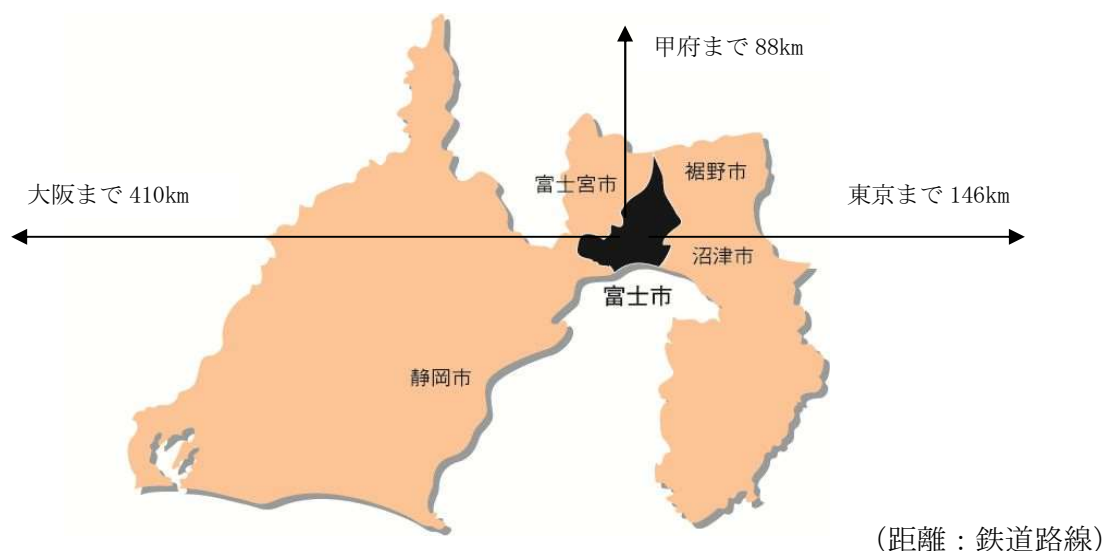 甲府まで 88km
富士宮市
裾野市
大阪まで 410km
東京まで 146km
沼津市
富士市
静岡市
（距離：鉄道路線）